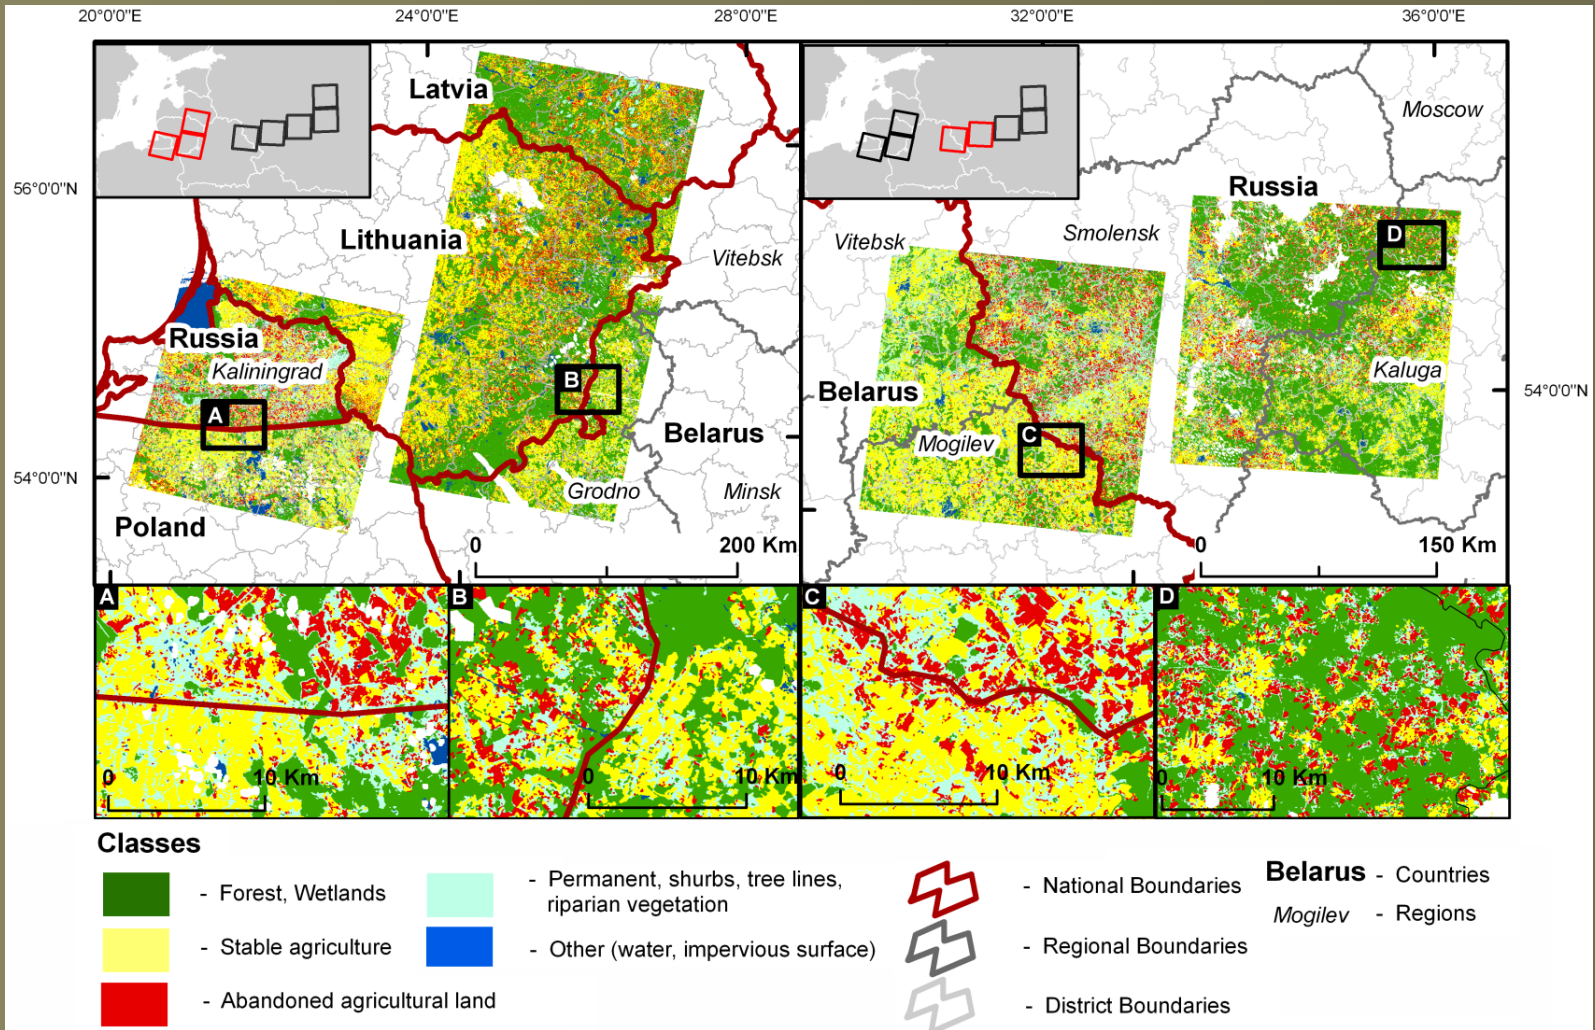 20°0'0"E
24°0'0"E
28°0'0"E
32°0'0"E
36°0'0"E
Latvia
Moscow
56°0'0"N
Russia
Lithuania
Vitebsk
Smolensk
Vitebsk
D
Russia
Kaliningrad
B
Kaluga
54°0'0"N
Belarus
A
Belarus
Mogilev
C
54°0'0"N
Grodno
Minsk
Poland
0
200 Km
0
150 Km
A
B
C
D
0
10 Km
0
10 Km
0
10 Km
0
10 Km
Classes
- Forest, Wetlands
- Stable agriculture
- Abandoned agricultural land
- Permanent, shurbs, tree lines,
riparian vegetation
- Other (water, impervious surface)
- National Boundaries
- Regional Boundaries
- District Boundaries
Belarus - Countries
Mogilev - Regions